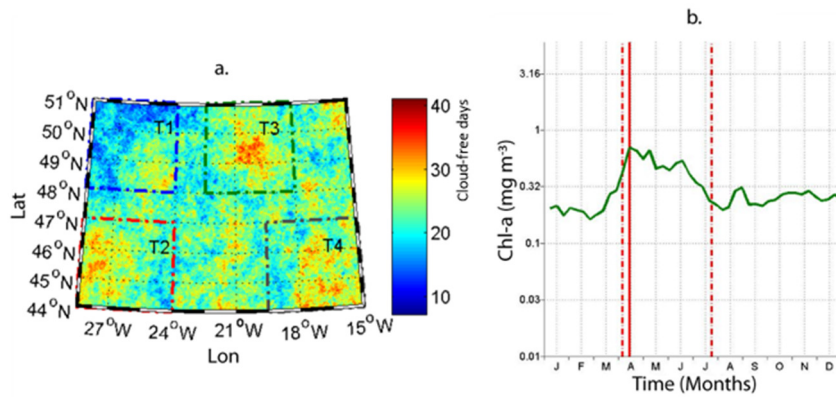 a.
51°N
50°N
49°N
48°N
47°N
46°N
45°N
44°N
Lat
T1
T3
T2
T4
27°W
24°W
21°W
18°W
15°W
Lon
40
30
20
10
Cloud-free days
b.
3.16
1
0.32
0.1
0.03
0.01
Chl-a (mg m⁻³)
J F M A M J J A S O N D
Time (Months)